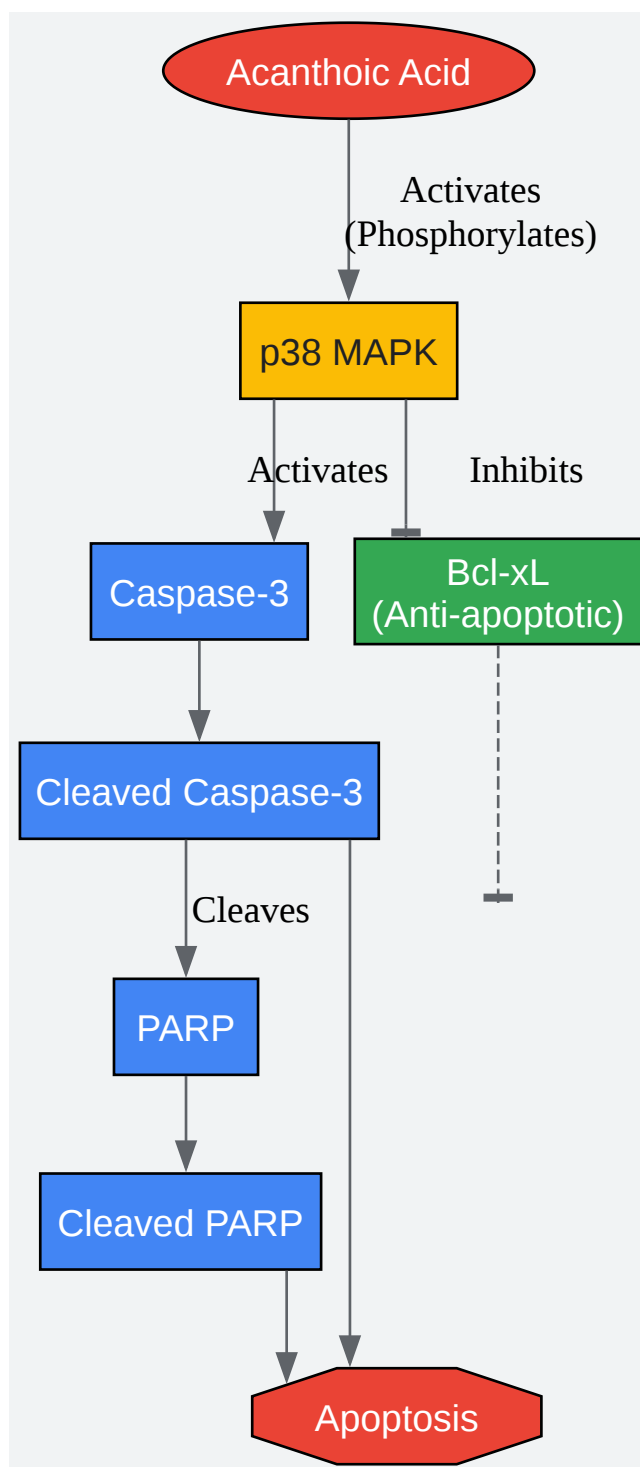 Acanthoic Acid
Activates
(Phosphorylates)
p38 MAPK
Activates
Inhibits
Caspase-3
Bcl-xL
(Anti-apoptotic)
Cleaved Caspase-3
Cleaves
PARP
Cleaved PARP
Apoptosis